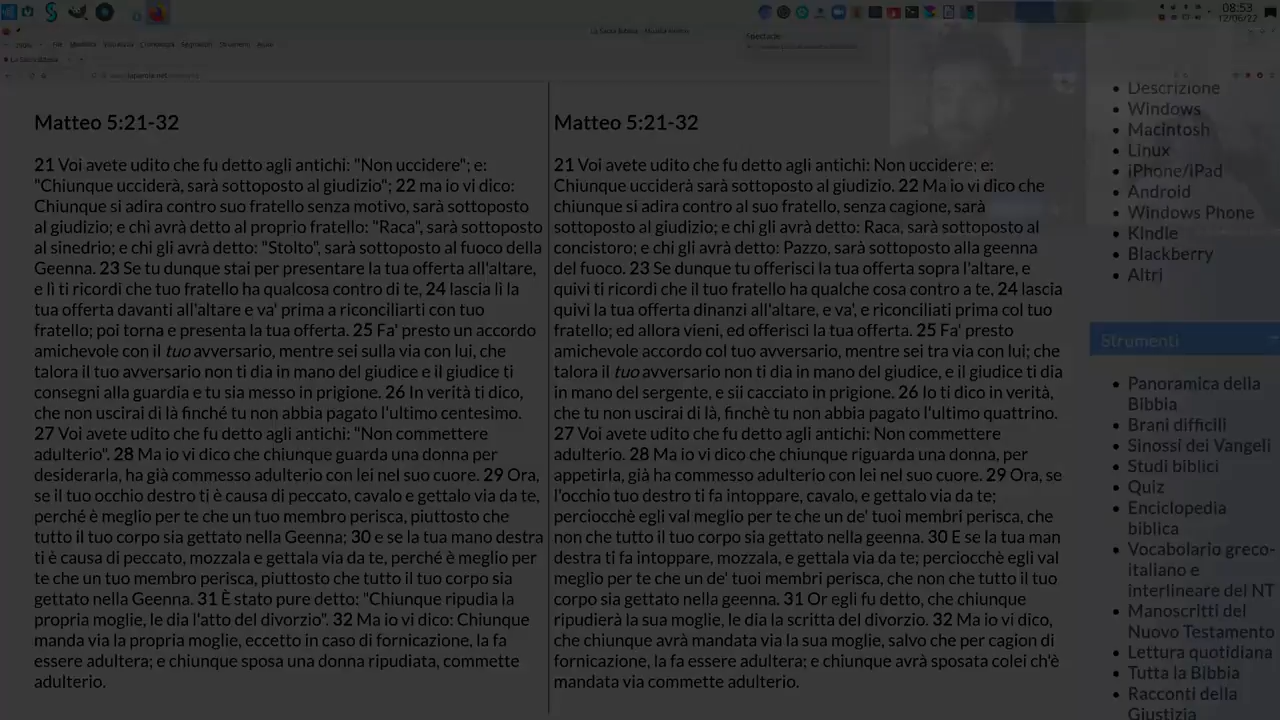 08:53
12/06/22
La Sacra Bibbia - Mozilla Firefox
Spectacle
Matteo 5:21-32
21 Voi avete udito che fu detto agli antichi: "Non uccidere"; e:
"Chiunque ucciderà, sarà sottoposto al giudizio"; 22 ma io vi dico:
Chiunque si adira contro suo fratello senza motivo, sarà sottoposto
al giudizio; e chi avrà detto al proprio fratello: "Raca", sarà sottoposto
al sinedrio; e chi gli avrà detto: "Stolto", sarà sottoposto al fuoco della
Geenna. 23 Se tu dunque stai per presentare la tua offerta all'altare,
e lì ti ricordi che tuo fratello ha qualcosa contro di te, 24 lascia lì la
tua offerta davanti all'altare e va' prima a riconciliarti con tuo
fratello; poi torna e presenta la tua offerta. 25 Fa' presto un accordo
amichevole con il tuo avversario, mentre sei sulla via con lui, che
talora il tuo avversario non ti dia in mano del giudice e il giudice ti
consegni alla guardia e tu sia messo in prigione. 26 In verità ti dico,
che non uscirai di là finché tu non abbia pagato l'ultimo centesimo.
27 Voi avete udito che fu detto agli antichi: "Non commettere
adulterio". 28 Ma io vi dico che chiunque guarda una donna per
desiderarla, ha già commesso adulterio con lei nel suo cuore. 29 Ora,
se il tuo occhio destro ti è causa di peccato, cavalo e gettalo via da te,
perché è meglio per te che un tuo membro perisca, piuttosto che
tutto il tuo corpo sia gettato nella Geenna; 30 e se la tua mano destra
ti è causa di peccato, mozzala e gettala via da te, perché è meglio per
te che un tuo membro perisca, piuttosto che tutto il tuo corpo sia
gettato nella Geenna. 31 È stato pure detto: "Chiunque ripudia la
propria moglie, le dia l'atto del divorzio". 32 Ma io vi dico: Chiunque
manda via la propria moglie, eccetto in caso di fornicazione, la fa
essere adultera; e chiunque sposa una donna ripudiata, commette
adulterio.
Matteo 5:21-32
21 Voi avete udito che fu detto agli antichi: Non uccidere; e:
Chiunque ucciderà sarà sottoposto al giudizio. 22 Ma io vi dico che
chiunque si adira contro al suo fratello, senza cagione, sarà
sottoposto al giudizio; e chi gli avrà detto: Raca, sarà sottoposto al
concistoro; e chi gli avrà detto: Pazzo, sarà sottoposto alla geenna
del fuoco. 23 Se dunque tu offerisci la tua offerta sopra l'altare, e
quivi ti ricordi che il tuo fratello ha qualche cosa contro a te, 24 lascia
quivi la tua offerta dinanzi all'altare, e va', e riconciliati prima col tuo
fratello; ed allora vieni, ed offerisci la tua offerta. 25 Fa' presto
amichevole accordo col tuo avversario, mentre sei tra via con lui; che
talora il tuo avversario non ti dia in man del giudice, e il giudice ti dia
in mano del sergente, e sii cacciato in prigione. 26 Io ti dico in verità,
che tu non uscirai di là, finchè tu non abbia pagato l'ultimo quattrino.
27 Voi avete udito che fu detto agli antichi: Non commettere
adulterio. 28 Ma io vi dico che chiunque riguarda una donna, per
appetirla, già ha commesso adulterio con lei nel suo cuore. 29 Ora, se
l'occhio tuo destro ti fa intoppare, cavalo, e gettalo via da te;
perciocchè egli val meglio per te che un de' tuoi membri perisca, che
non che tutto il tuo corpo sia gettato nella geenna. 30 E se la tua man
destra ti fa intoppare, mozzala, e gettala via da te; perciocchè egli val
meglio per te che un de' tuoi membri perisca, che non che tutto il tuo
corpo sia gettato nella geenna. 31 Or egli fu detto, che chiunque
ripudierà la sua moglie, le dia la scritta del divorzio. 32 Ma io vi dico,
che chiunque avrà mandata via la sua moglie, salvo che per cagion di
fornicazione, la fa essere adultera; e chiunque avrà sposata colei ch'è
mandata via commette adulterio.
Descrizione
Windows
Macintosh
Linux
iPhone/iPad
Android
Windows Phone
Kindle
Blackberry
Altri
Strumenti
Panoramica della
Bibbia
Brani difficili
Sinossi dei Vangeli
Studi biblici
Quiz
Enciclopedia
biblica
Vocabolario greco-
italiano e
interlineare del NT
Manoscritti del
Nuovo Testamento
Lettura quotidiana
Tutta la Bibbia
Racconti della
Giustizia